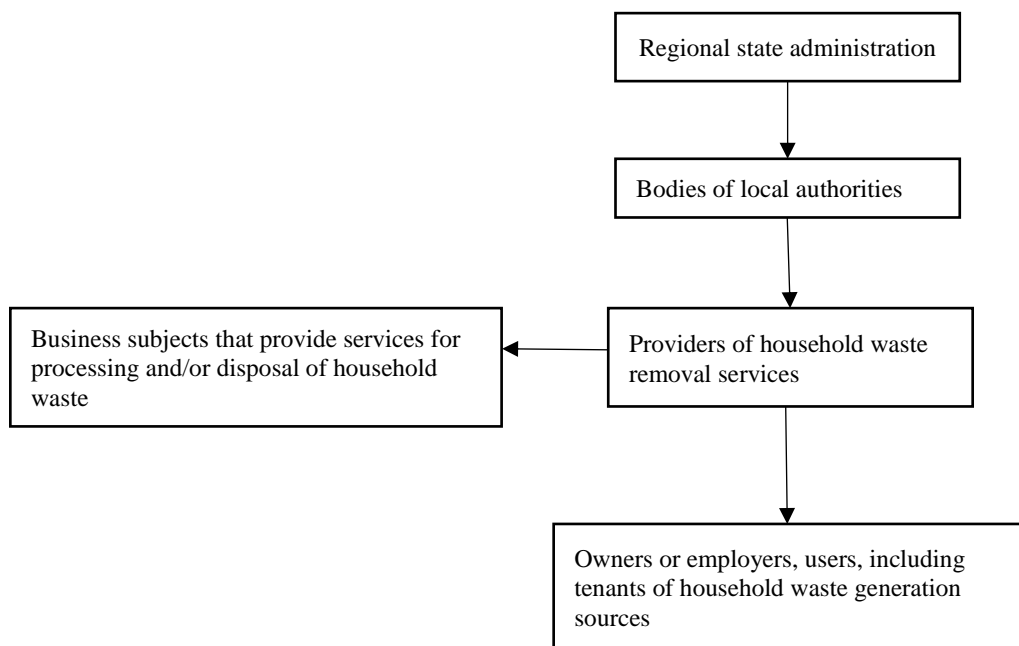 Regional state administration
Bodies of local authorities
Business subjects that provide services for
processing and/or disposal of household
waste
Providers of household waste
removal services
Owners or employers, users, including
tenants of household waste generation
sources